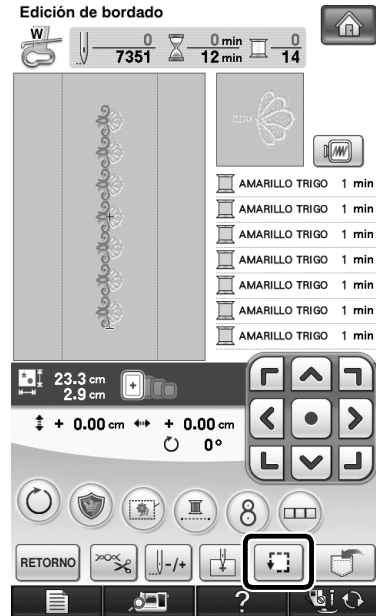 Edición de bordado
W
0 0 min 0
7351 12 min 14
AMARILLO TRIGO 1 min
AMARILLO TRIGO 1 min
AMARILLO TRIGO 1 min
AMARILLO TRIGO 1 min
AMARILLO TRIGO 1 min
AMARILLO TRIGO 1 min
AMARILLO TRIGO 1 min
23.3 cm
2.9 cm
+ 0.00 cm + 0.00 cm
0°
8
RETORNO -/+
?